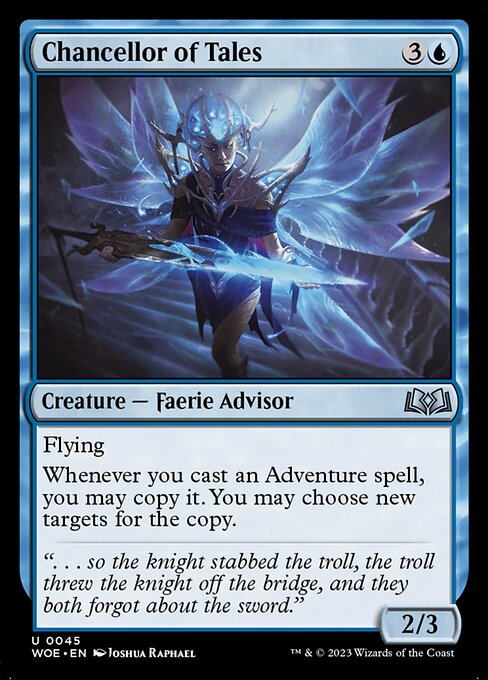 Chancellor of Tales 3
Creature — Faerie Advisor
Flying
Whenever you cast an Adventure spell,
you may copy it. You may choose new
targets for the copy.
“. . . so the knight stabbed the troll, the troll
threw the knight off the bridge, and they
both forgot about the sword.”
2/3
U 0045
WOE • EN Joshua Raphael ™ & © 2023 Wizards of the Coast